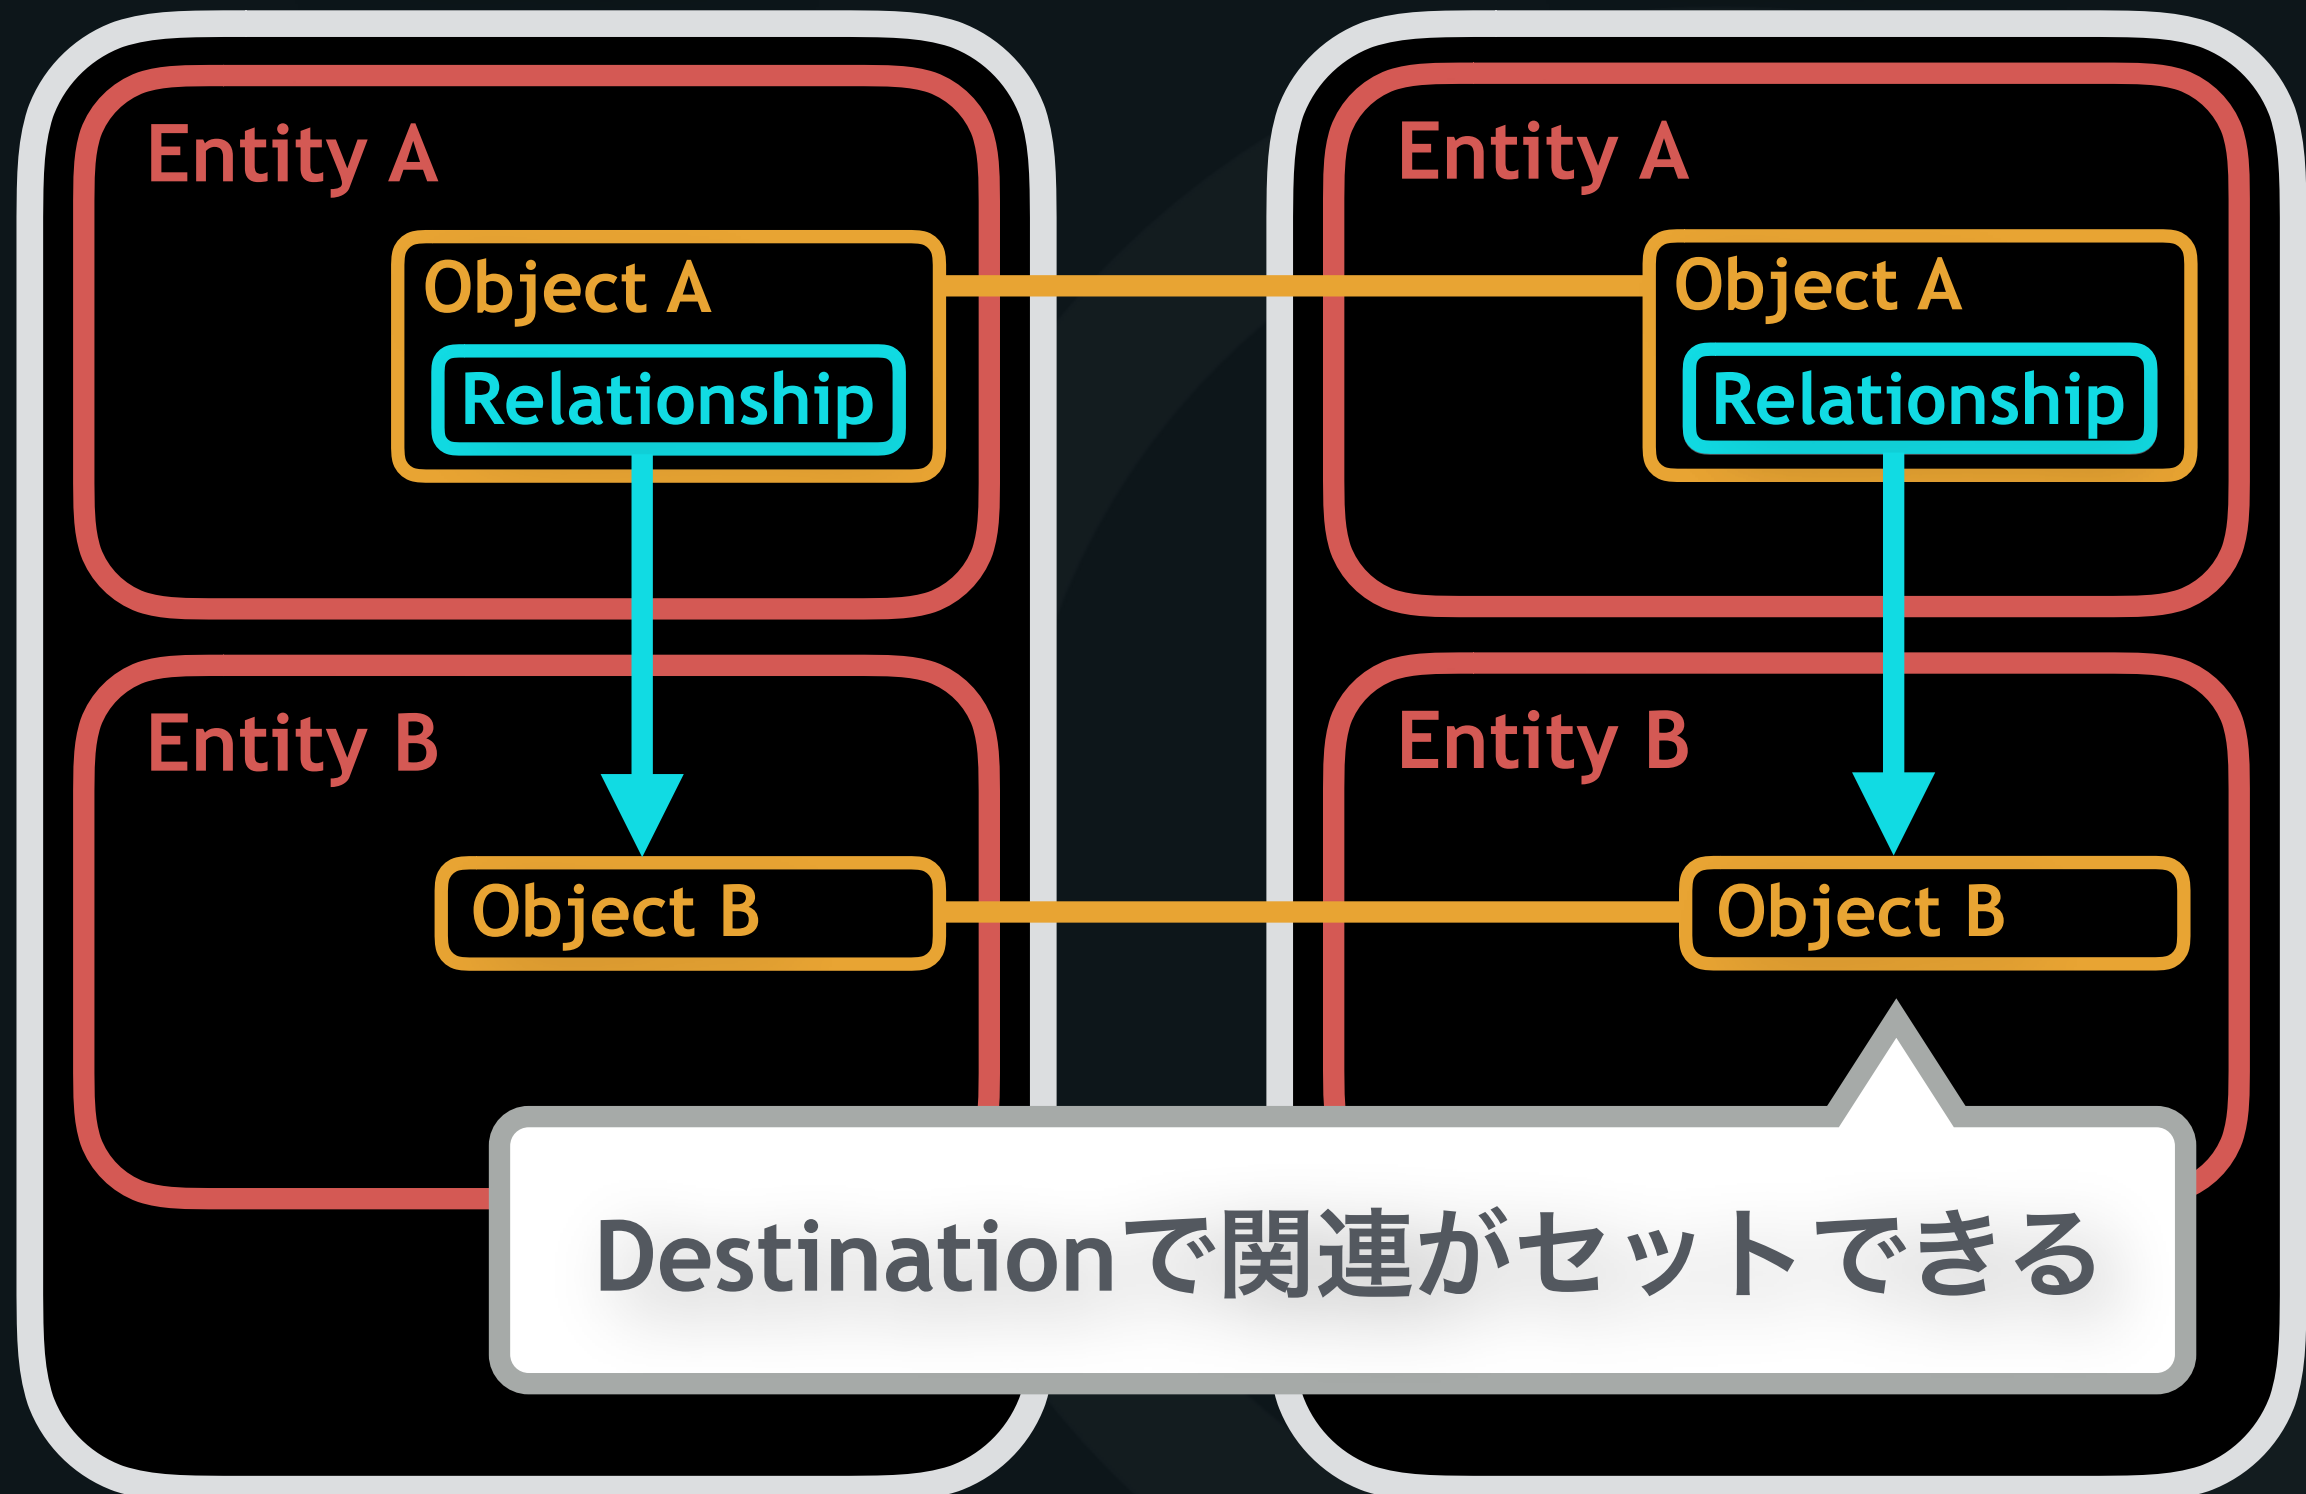 Entity A
Object A
Relationship
Entity B
Object B
Entity A
Object A
Relationship
Entity B
Object B
Destinationで関連がセットできる